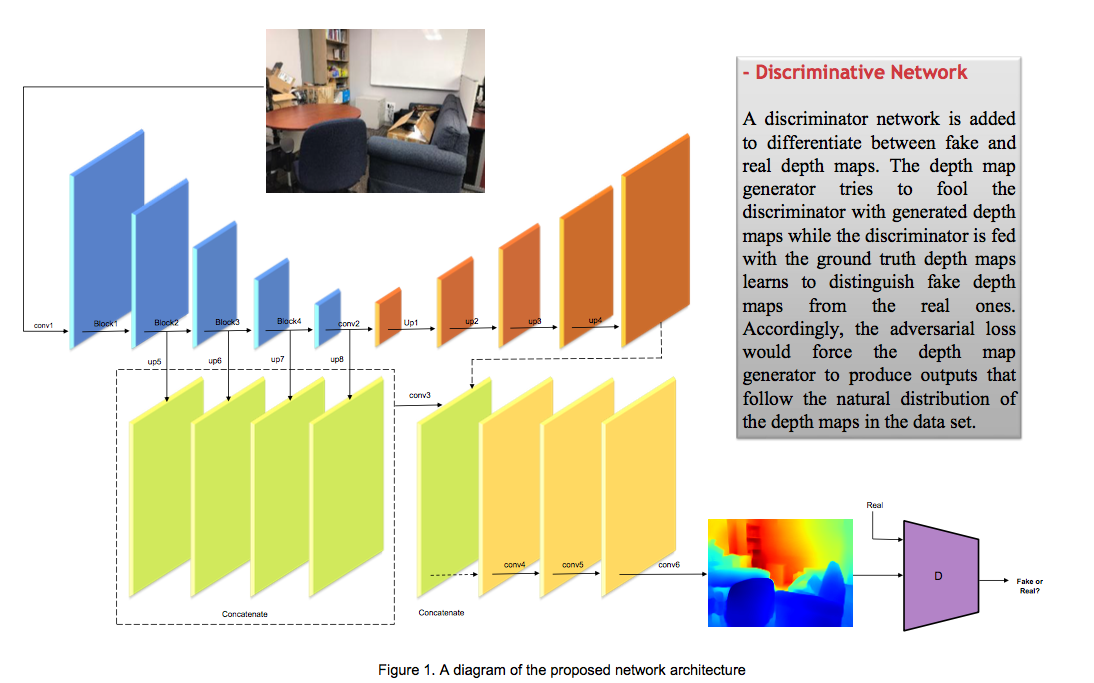 - Discriminative Network
A discriminator network is added
to differentiate between fake and
real depth maps. The depth map
generator tries to fool the
discriminator with generated depth
maps while the discriminator is fed
with the ground truth depth maps
learns to distinguish fake depth
maps from the real ones.
Accordingly, the adversarial loss
would force the depth map
generator to produce outputs that
follow the natural distribution of
the depth maps in the data set.
conv1
Block1
Block2
Block3
Block4
conv2
Up1
up2
up3
up4
up5
up6
up7
up8
conv3
Concatenate
Concatenate
conv4
conv5
conv6
Real
D
Fake or
Real?
Figure 1. A diagram of the proposed network architecture